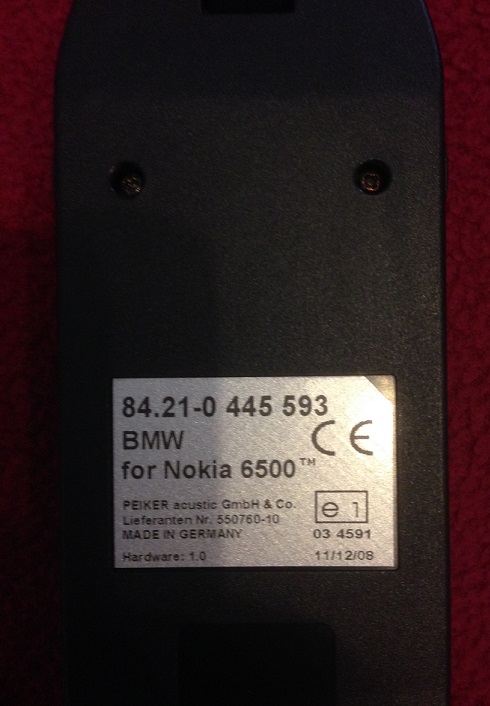 84.21-0 445 593
BMW
CE
for Nokia 6500™
PEIKER acustic GmbH & Co.
Lieferanten Nr. 550760-10
MADE IN GERMANY
e 1
03 4591
Hardware: 1.0
11/12/08